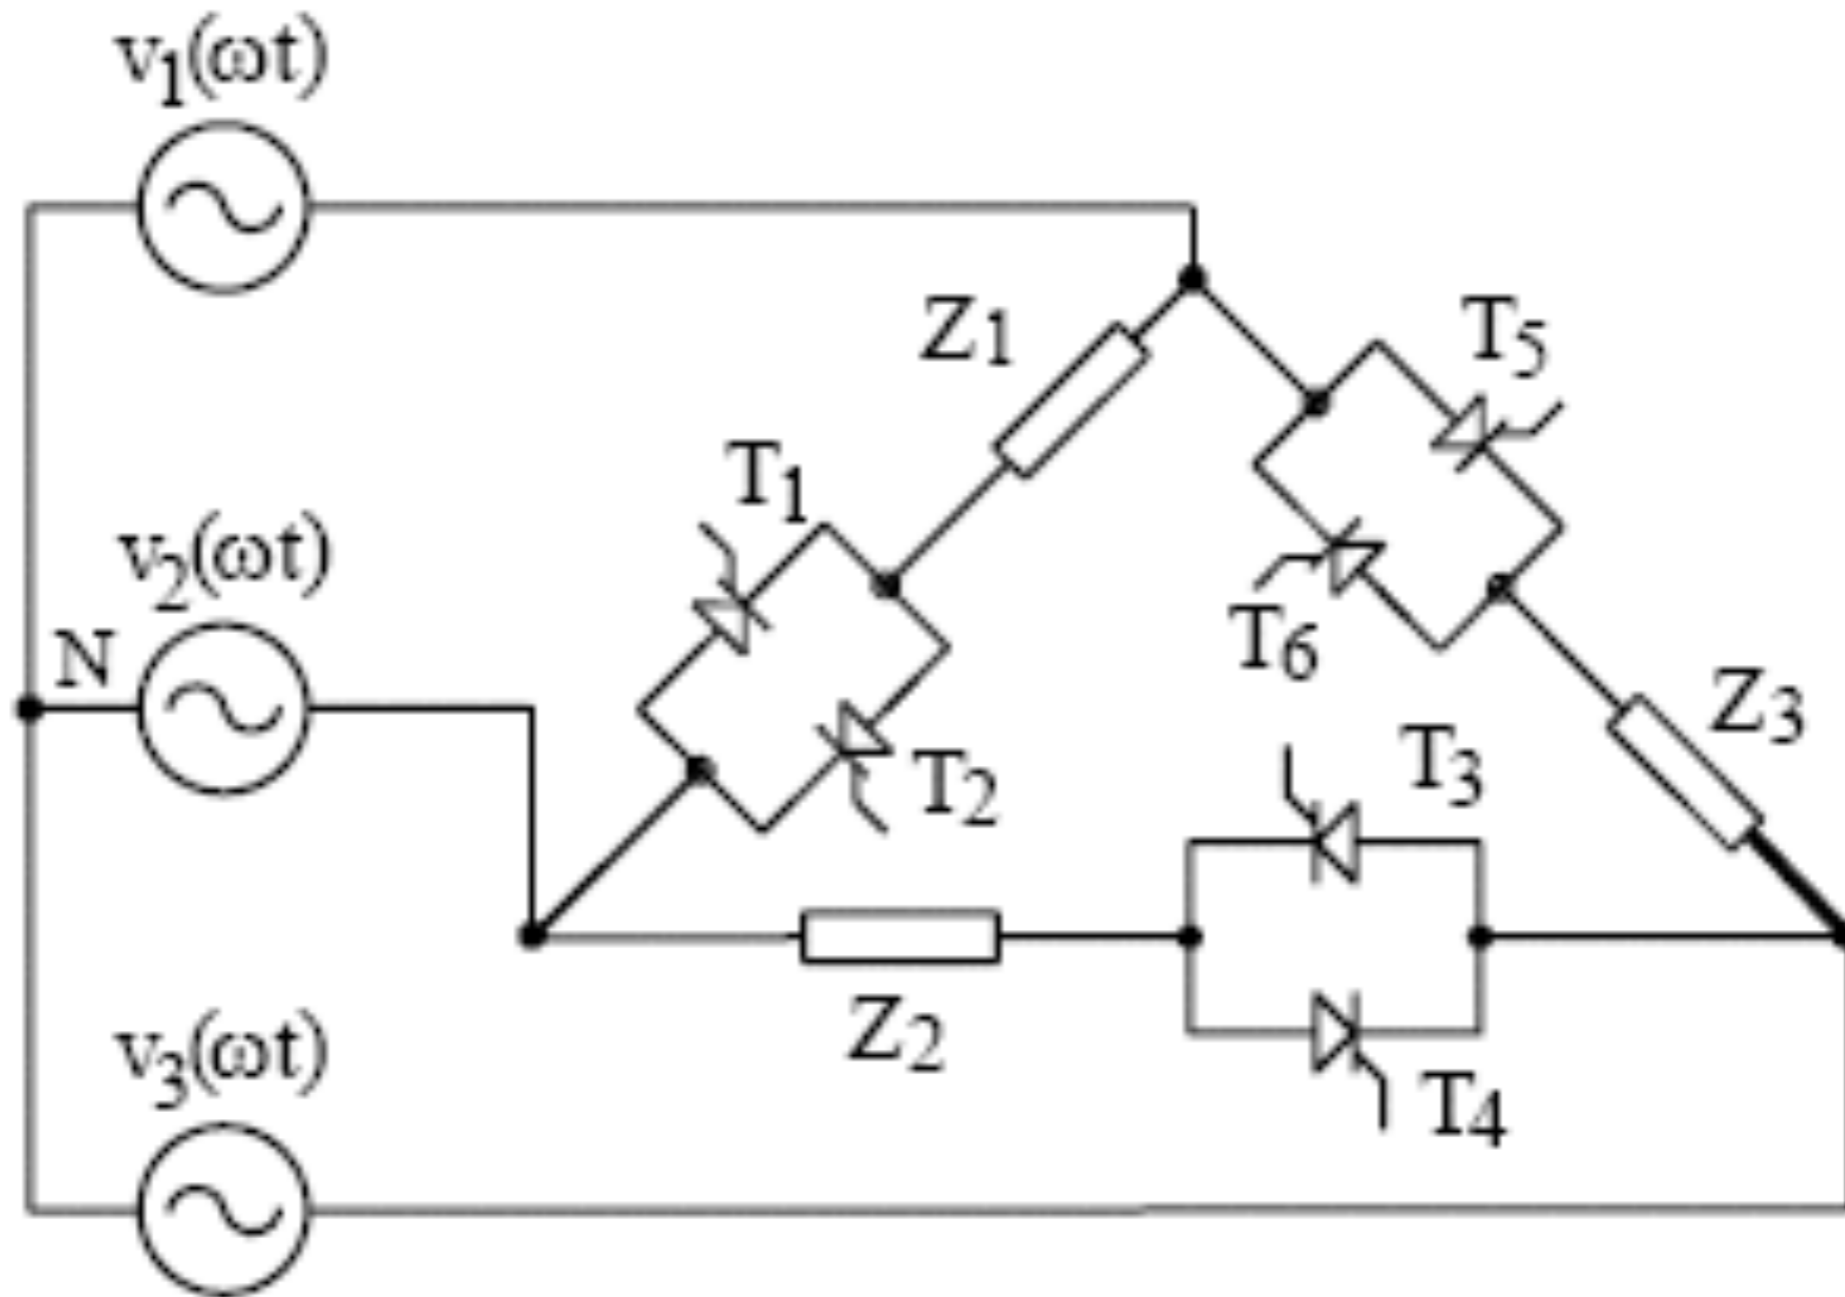 v₁(ωt)
Z₁
T₅
T₁
v₂(ωt)
N
T₆
T₂
Z₃
T₃
Z₂
v₃(ωt)
T₄